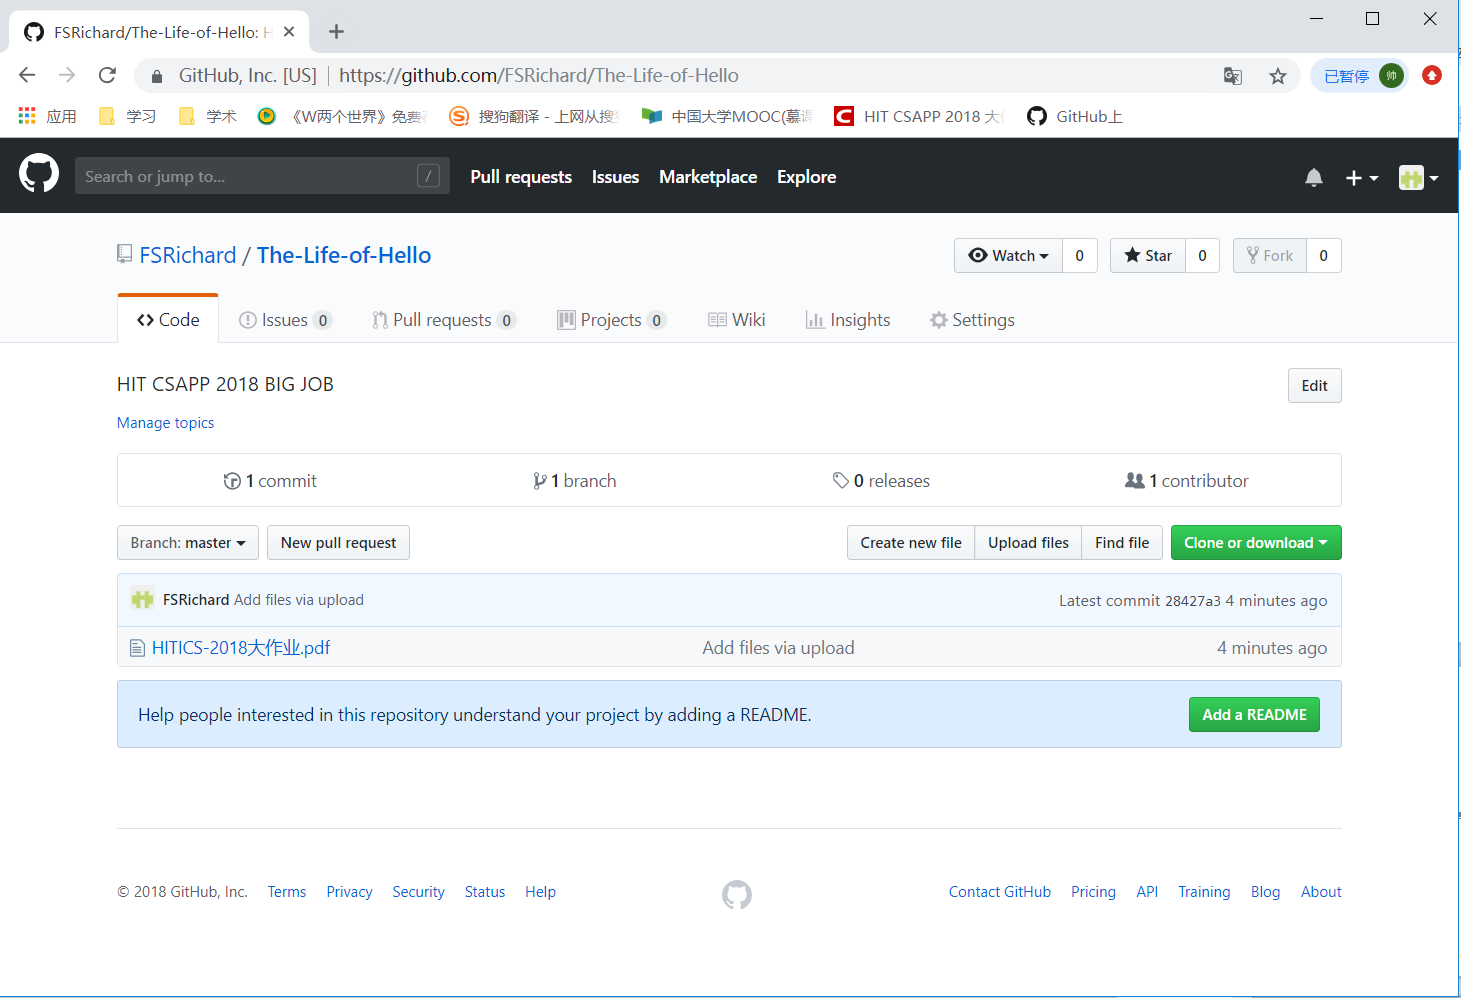 FSRichard/The-Life-of-Hello:
GitHub, Inc. [US] | https://github.com/FSRichard/The-Life-of-Hello 已暂停 帅
应用 学习 学术 《W两个世界》免费 搜狗翻译 - 上网从搜 中国大学MOOC(慕 HIT CSAPP 2018 大 GitHub上
Search or jump to... / Pull requests Issues Marketplace Explore
FSRichard / The-Life-of-Hello Watch 0 Star 0 Fork 0
Code Issues 0 Pull requests 0 Projects 0 Wiki Insights Settings
HIT CSAPP 2018 BIG JOB Edit
Manage topics
1 commit 1 branch 0 releases 1 contributor
Branch: master New pull request Create new file Upload files Find file Clone or download
FSRichard Add files via upload Latest commit 28427a3 4 minutes ago
HITICS-2018大作业.pdf Add files via upload 4 minutes ago
Help people interested in this repository understand your project by adding a README. Add a README
© 2018 GitHub, Inc. Terms Privacy Security Status Help Contact GitHub Pricing API Training Blog About